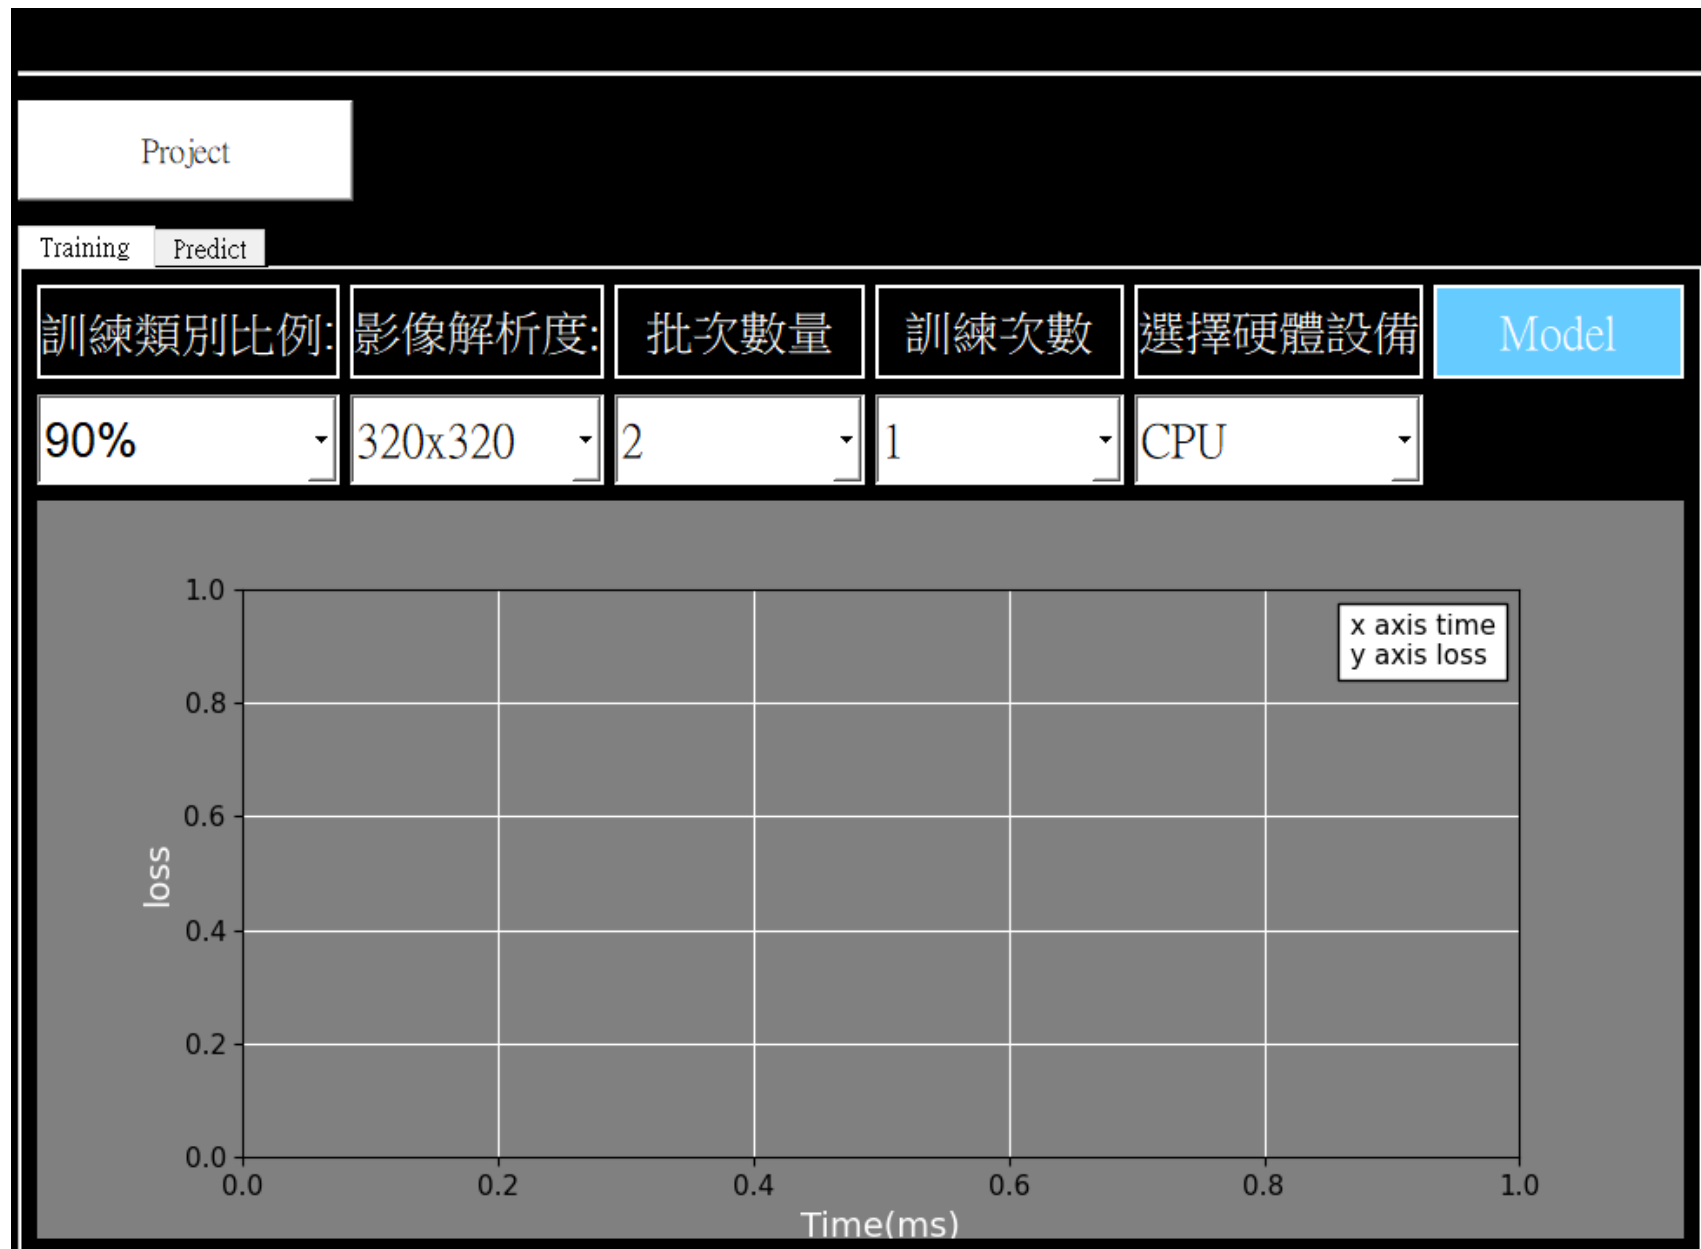 Project
Training Predict
訓練類別比例: 影像解析度: 批次數量 訓練次數 選擇硬體設備 Model
90% 320x320 2 1 CPU
x axis time
y axis loss
1.0
0.8
0.6
0.4
0.2
0.0
loss
0.0 0.2 0.4 0.6 0.8 1.0
Time(ms)